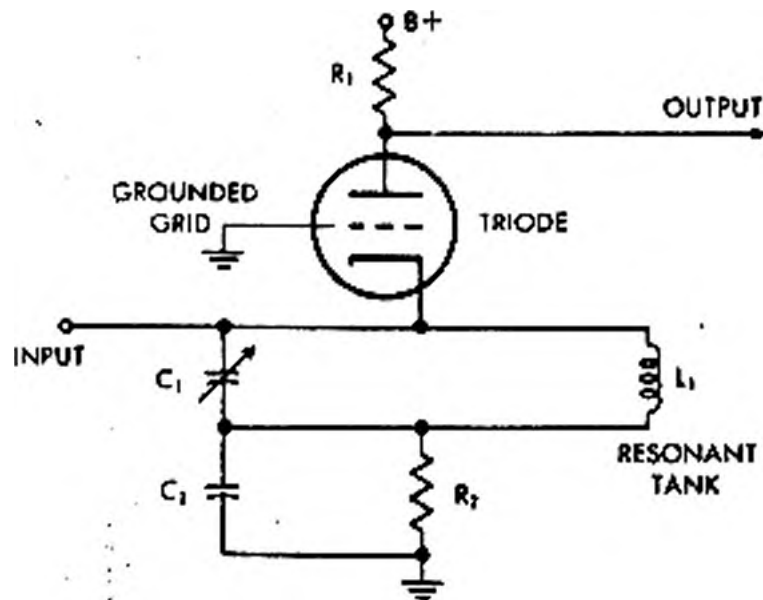 B+
R₁
OUTPUT
GROUNDED
GRID
TRIODE
INPUT
C₁
L₁
RESONANT
TANK
C₂
R₂